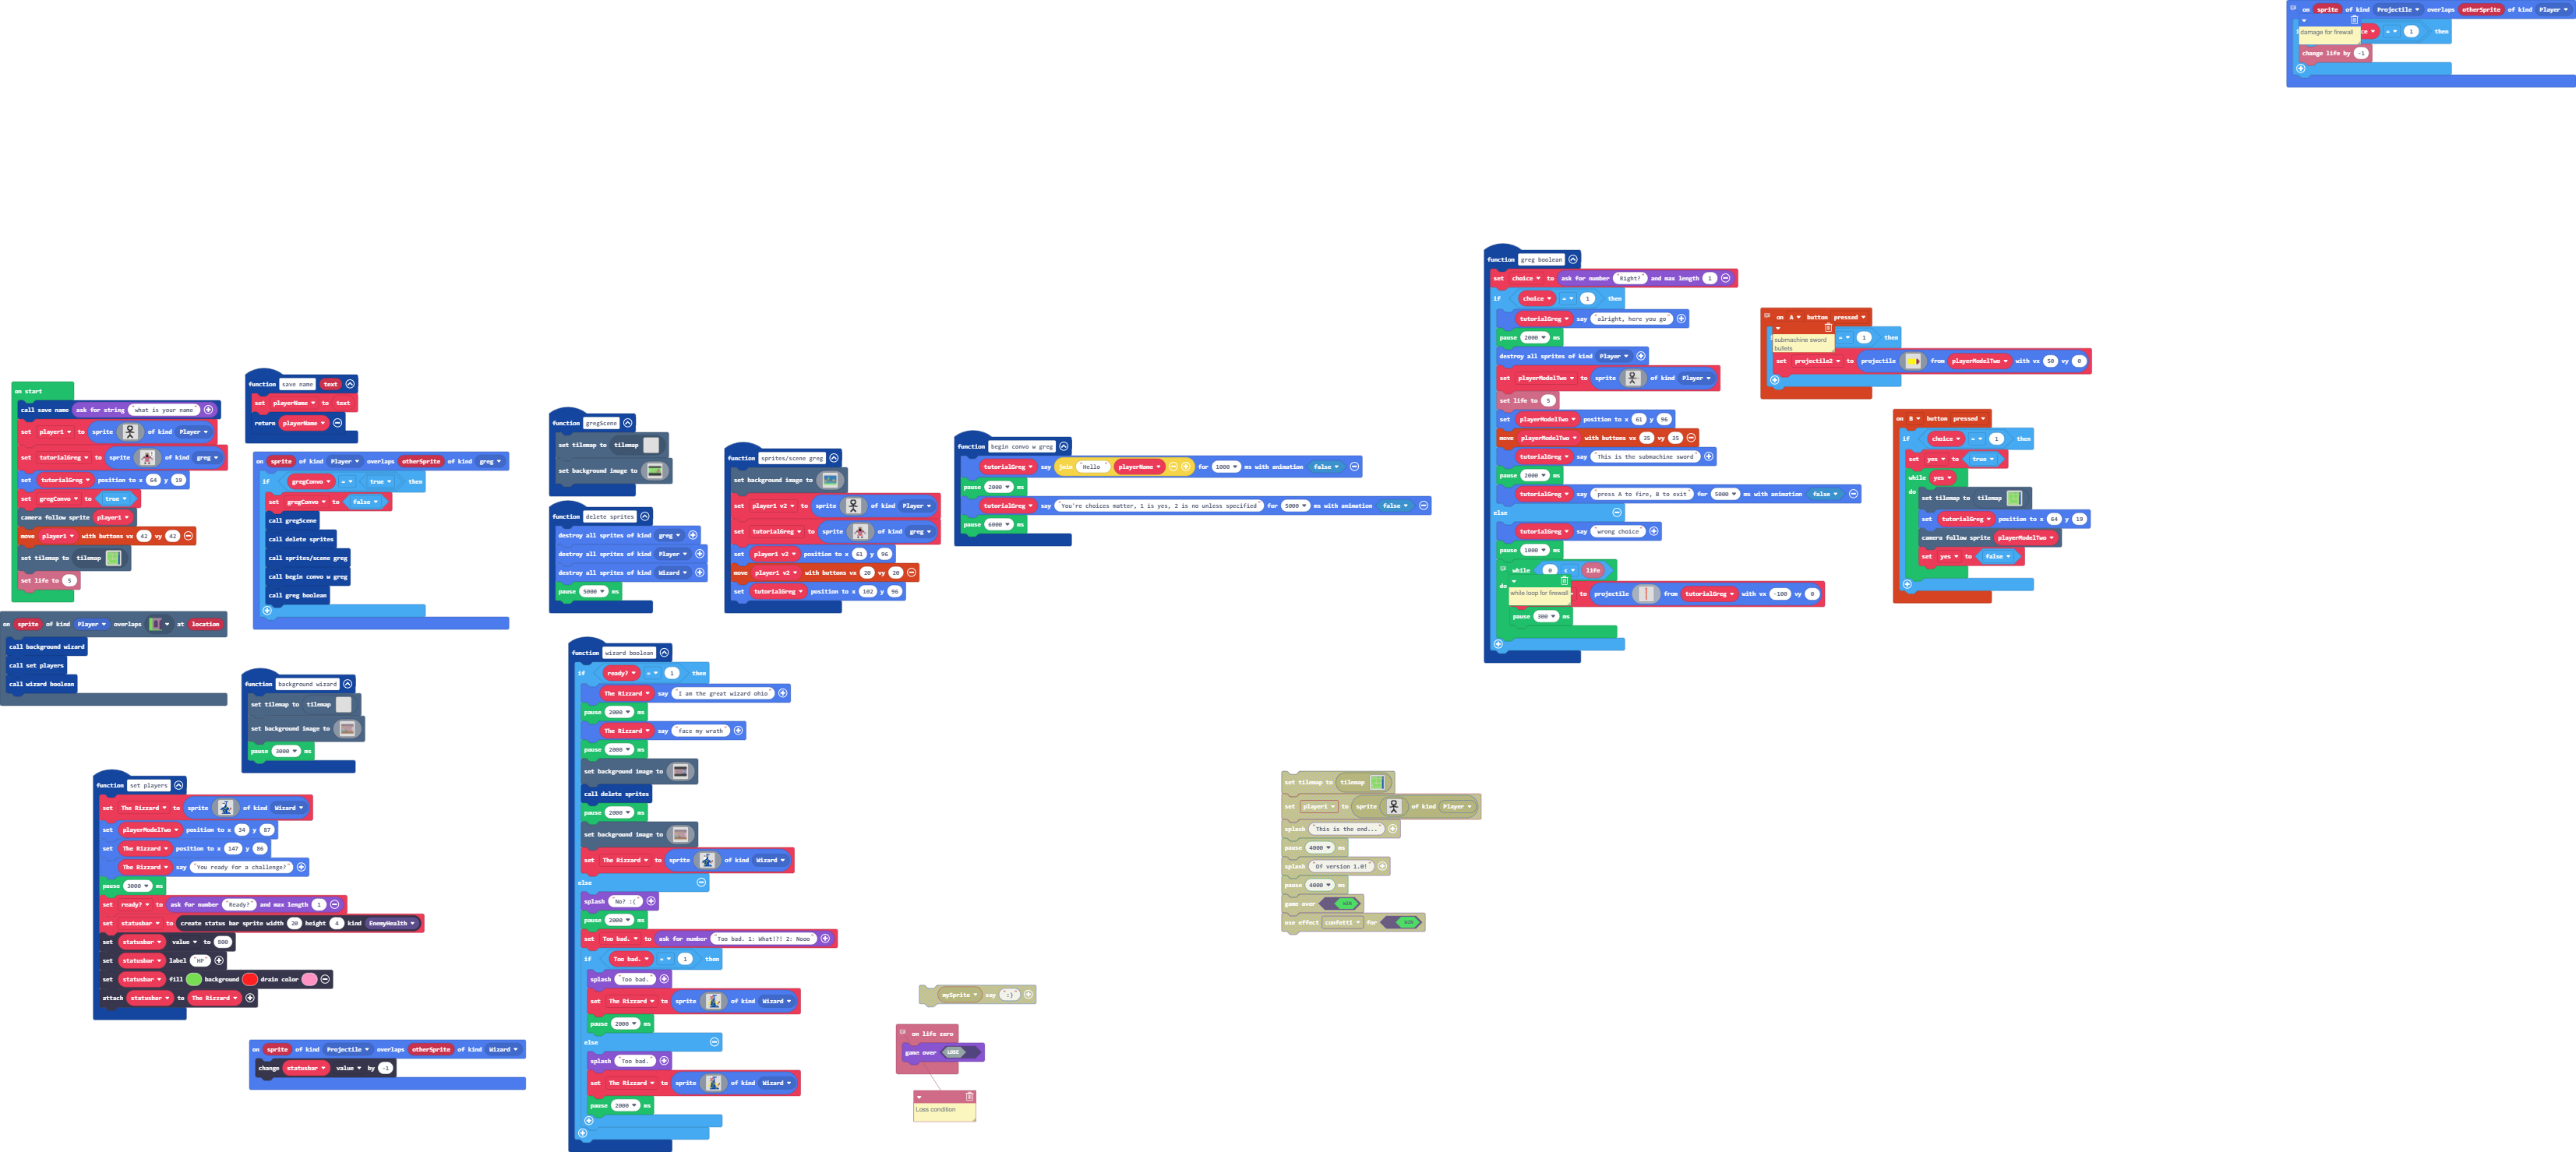 on sprite of kind Projectile overlaps otherSprite of kind Player
= 1 then
damage for firewall
change life by -1
function greg boolean
set choice to ask for number "Right?" and max length 1
if choice = 1 then
tutorialGreg say "alright, here you go"
pause 2000 ms
destroy all sprites of kind Player
set playerModelTwo to sprite of kind Player
set life to 5
set playerModelTwo position to x 61 y 96
move playerModelTwo with buttons vx 35 vy 35
tutorialGreg say "This is the submachine sword"
pause 2000 ms
tutorialGreg say "press A to fire, B to exit" for 5000 ms with animation false
else
tutorialGreg say "wrong choice"
pause 1000 ms
while 0 < life
do
while loop for firewall
to projectile from tutorialGreg with vx -100 vy 0
pause 300 ms
on A button pressed
= 1 then
submachine sword
bullets
set projectile2 to projectile from playerModelTwo with vx 50 vy 0
on B button pressed
if choice = 1 then
set yes to true
while yes
do set tilemap to tilemap
set tutorialGreg position to x 64 y 19
camera follow sprite playerModelTwo
set yes to false
on start
call save name ask for string "what is your name"
set player1 to sprite of kind Player
set tutorialGreg to sprite of kind greg
set tutorialGreg position to x 64 y 19
set gregConvo to true
camera follow sprite player1
move player1 with buttons vx 42 vy 42
set tilemap to tilemap
set life to 5
function save name text
set playerName to text
return playerName
on sprite of kind Player overlaps otherSprite of kind greg
if gregConvo = true then
set gregConvo to false
call gregScene
call delete sprites
call sprites/scene greg
call begin convo w greg
call greg boolean
function gregScene
set tilemap to tilemap
set background image to
function delete sprites
destroy all sprites of kind greg
destroy all sprites of kind Player
destroy all sprites of kind Wizard
pause 5000 ms
function sprites/scene greg
set background image to
set player1 v2 to sprite of kind Player
set tutorialGreg to sprite of kind greg
set player1 v2 position to x 61 y 96
move player1 v2 with buttons vx 20 vy 20
set tutorialGreg position to x 102 y 96
function begin convo w greg
tutorialGreg say join "Hello " playerName for 1000 ms with animation false
pause 2000 ms
tutorialGreg say "You're choices matter, 1 is yes, 2 is no unless specified" for 5000 ms with animation false
pause 6000 ms
on sprite of kind Player overlaps at location
call background wizard
call set players
call wizard boolean
function background wizard
set tilemap to tilemap
set background image to
pause 3000 ms
function set players
set The Rizzard to sprite of kind Wizard
set playerModelTwo position to x 34 y 87
set The Rizzard position to x 147 y 86
The Rizzard say "You ready for a challenge?"
pause 3000 ms
set ready? to ask for number "Ready?" and max length 1
set statusbar to create status bar sprite width 20 height 4 kind EnemyHealth
set statusbar value to 800
set statusbar label "HP"
set statusbar fill background drain color
attach statusbar to The Rizzard
on sprite of kind Projectile overlaps otherSprite of kind Wizard
change statusbar value by -1
function wizard boolean
if ready? = 1 then
The Rizzard say "I am the great wizard ohio"
pause 2000 ms
The Rizzard say "face my wrath"
pause 2000 ms
set background image to
call delete sprites
pause 2000 ms
set background image to
set The Rizzard to sprite of kind Wizard
else
splash "No? :("
pause 2000 ms
set Too bad. to ask for number "Too bad. 1: What!?! 2: Nooo"
if Too bad. = 1 then
splash "Too bad."
set The Rizzard to sprite of kind Wizard
pause 2000 ms
else
splash "Too bad."
set The Rizzard to sprite of kind Wizard
pause 2000 ms
set tilemap to tilemap
set player1 to sprite of kind Player
splash "This is the end..."
pause 4000 ms
splash "Of version 1.0!"
pause 4000 ms
game over WIN
use effect confetti for WIN
mySprite say ":)"
on life zero
game over LOSE
Loss condition